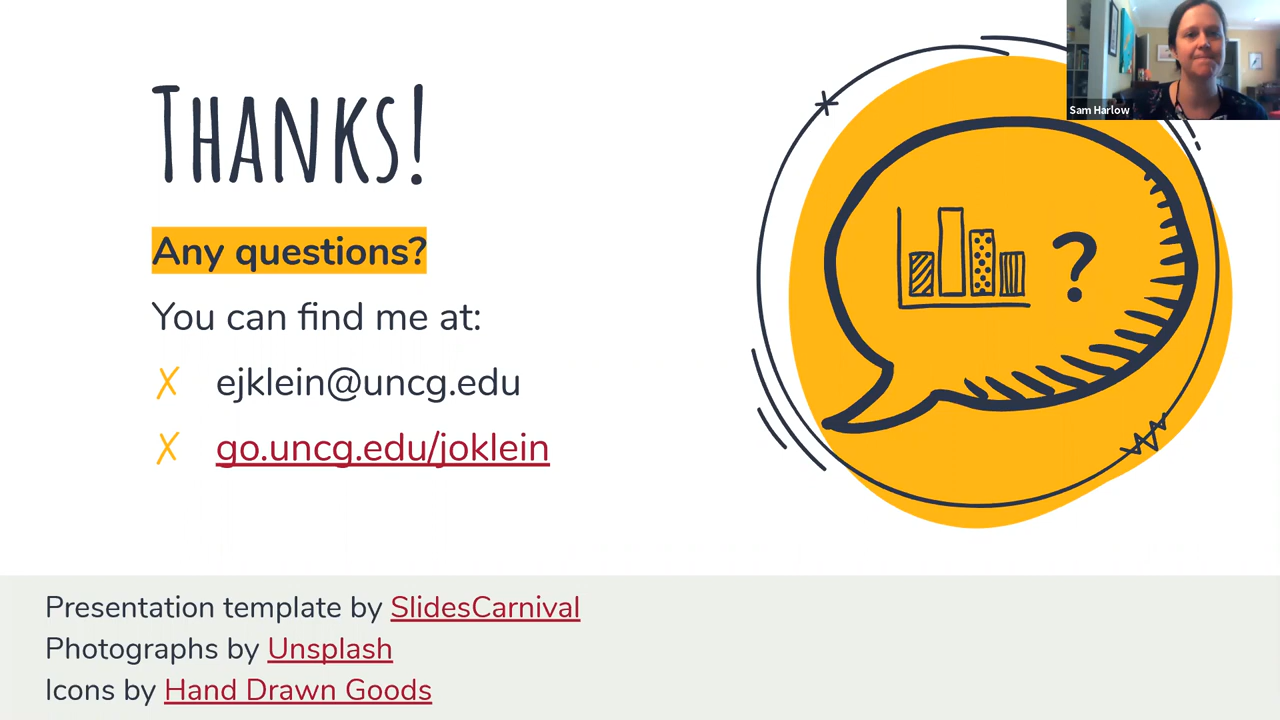 THANKS!
Any questions?
You can find me at:
✗ ejklein@uncg.edu
✗ go.uncg.edu/joklein
?
Sam Harlow
Presentation template by SlidesCarnival
Photographs by Unsplash
Icons by Hand Drawn Goods